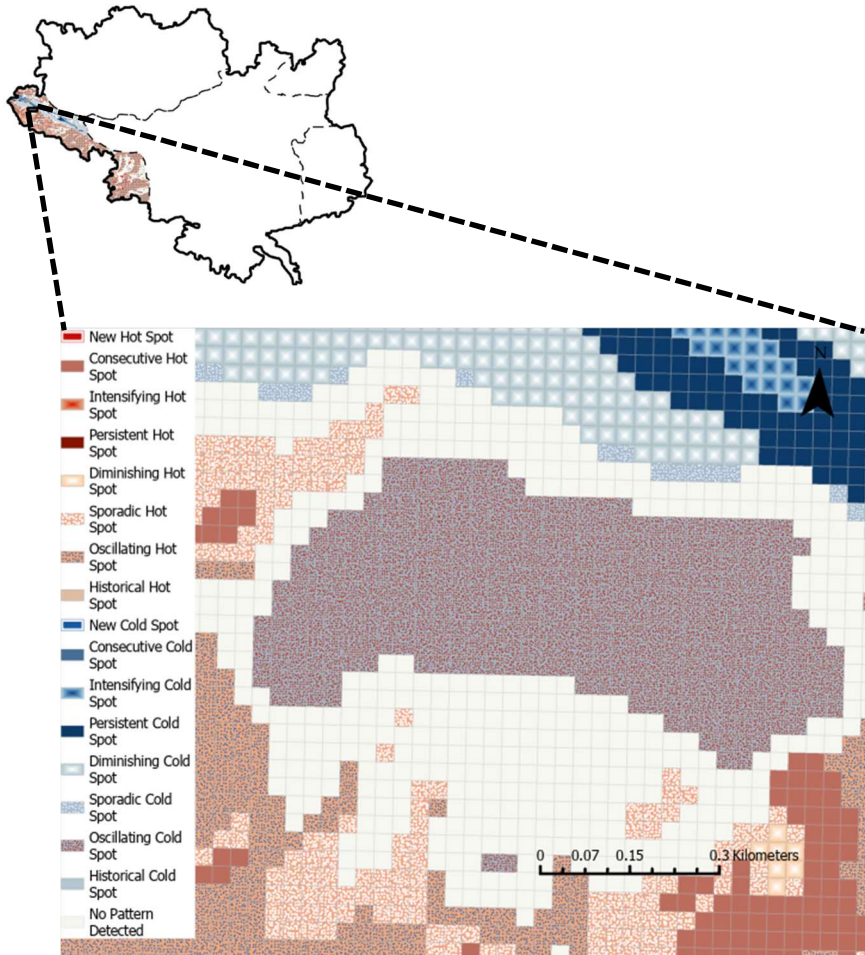 New Hot Spot
Consecutive Hot
Spot
Intensifying Hot
Spot
Persistent Hot
Spot
Diminishing Hot
Spot
Sporadic Hot
Spot
Oscillating Hot
Spot
Historical Hot
Spot
New Cold Spot
Consecutive Cold
Spot
Intensifying Cold
Spot
Persistent Cold
Spot
Diminishing Cold
Spot
Sporadic Cold
Spot
Oscillating Cold
Spot
Historical Cold
Spot
No Pattern
Detected
N
0 0.07 0.15 0.3 Kilometers